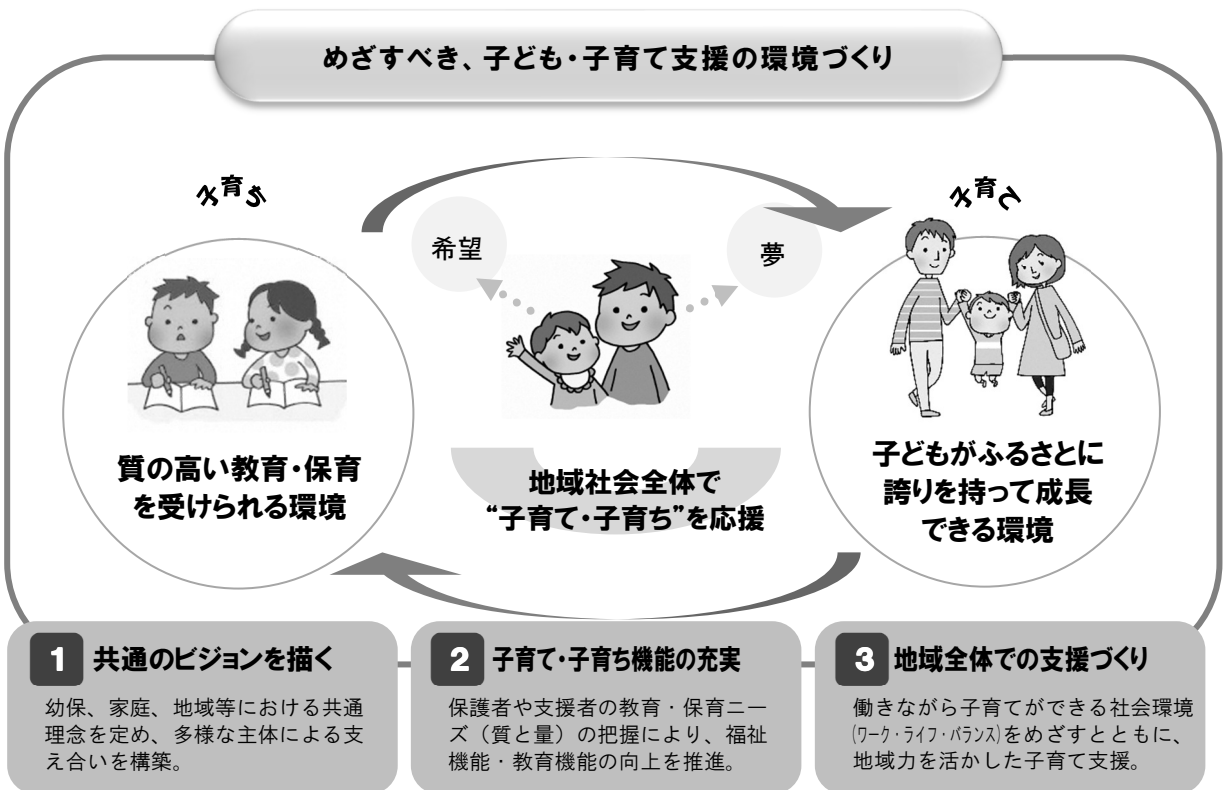 めざすべき、子ども・子育て支援の環境づくり
子育ち
子育て
希望
夢
質の高い教育・保育
を受けられる環境
地域社会全体で
“子育て・子育ち”を応援
子どもがふるさとに
誇りを持って成長
できる環境
1 共通のビジョンを描く
幼保、家庭、地域等における共通
理念を定め、多様な主体による支
え合いを構築。
2 子育て・子育ち機能の充実
保護者や支援者の教育・保育ニー
ズ（質と量）の把握により、福祉
機能・教育機能の向上を推進。
3 地域全体での支援づくり
働きながら子育てができる社会環境
(ワーク・ライフ・バランス)をめざすとともに、
地域力を活かした子育て支援。